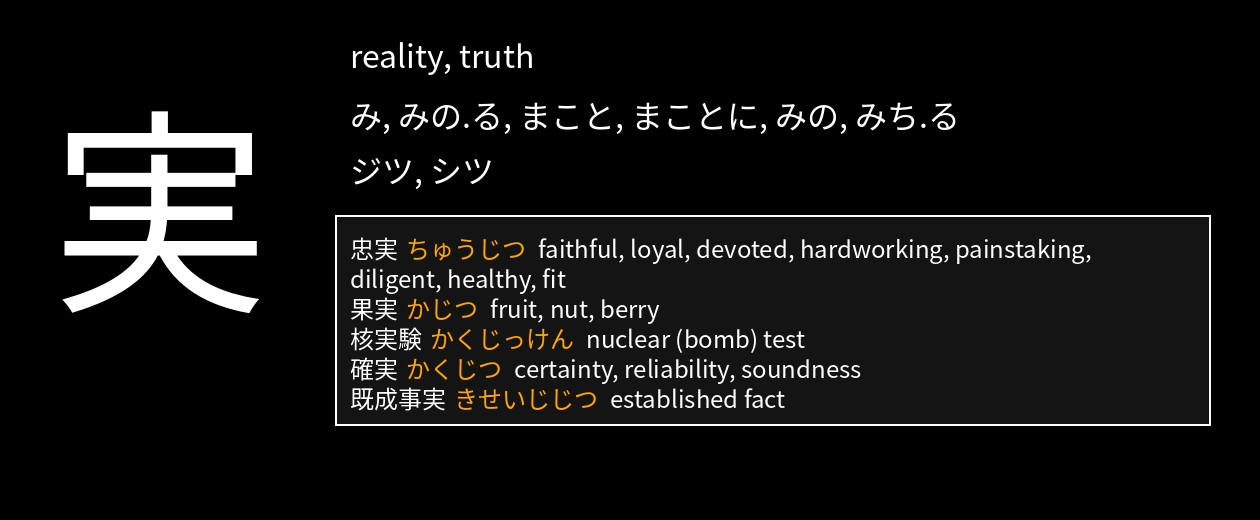 実
reality, truth
み, みの.る, まこと, まことに, みの, みち.る
ジツ, シツ
忠実 ちゅうじつ faithful, loyal, devoted, hardworking, painstaking,
diligent, healthy, fit
果実 かじつ fruit, nut, berry
核実験 かくじっけん nuclear (bomb) test
確実 かくじつ certainty, reliability, soundness
既成事実 きせいじじつ established fact